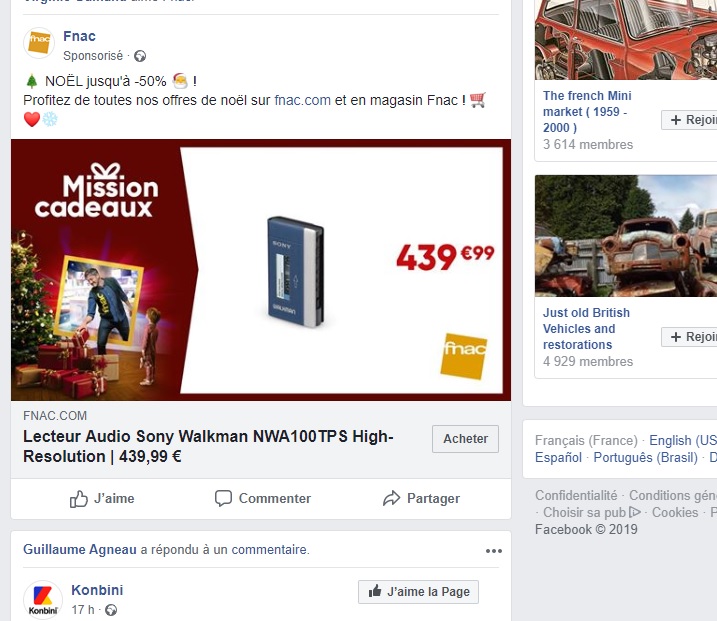 Fnac
Sponsorisé ·
NOËL jusqu'à -50% !
Profitez de toutes nos offres de noël sur fnac.com et en magasin Fnac !
Mission
cadeaux
SONY
WALKMAN
439€99
fnac
FNAC.COM
Lecteur Audio Sony Walkman NWA100TPS High-
Resolution | 439,99 €
Acheter
J'aime
Commenter
Partager
Guillaume Agneau a répondu à un commentaire.
Konbini
17 h ·
J'aime la Page
The french Mini
market ( 1959 -
2000 )
3 614 membres
+ Rejoi
Just old British
Vehicles and
restorations
4 929 membres
+ Rejoi
Français (France) · English (US
Español · Português (Brasil) · D
Confidentialité · Conditions gén
· Choisir sa pub · Cookies · P
Facebook © 2019